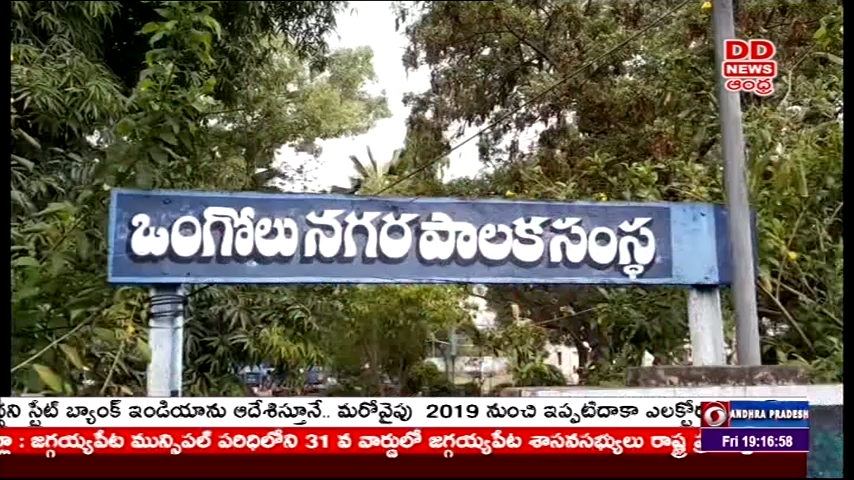 DD
NEWS
ఆంధ్ర
ఒంగోలు నగర పాలక సంస్థ
స్టేట్ బ్యాంక్ ఇండియాను ఆదేశిస్తూనే.. మరోవైపు 2019 నుంచి ఇప్పటిదాకా ఎలక్టోర
ANDHRA PRADESH
: జగ్గయ్యపేట మున్సిపల్ పరిధిలోని 31 వ వార్డులో జగ్గయ్యపేట శాసనసభ్యులు రాష్ట్ర
Fri 19:16:58